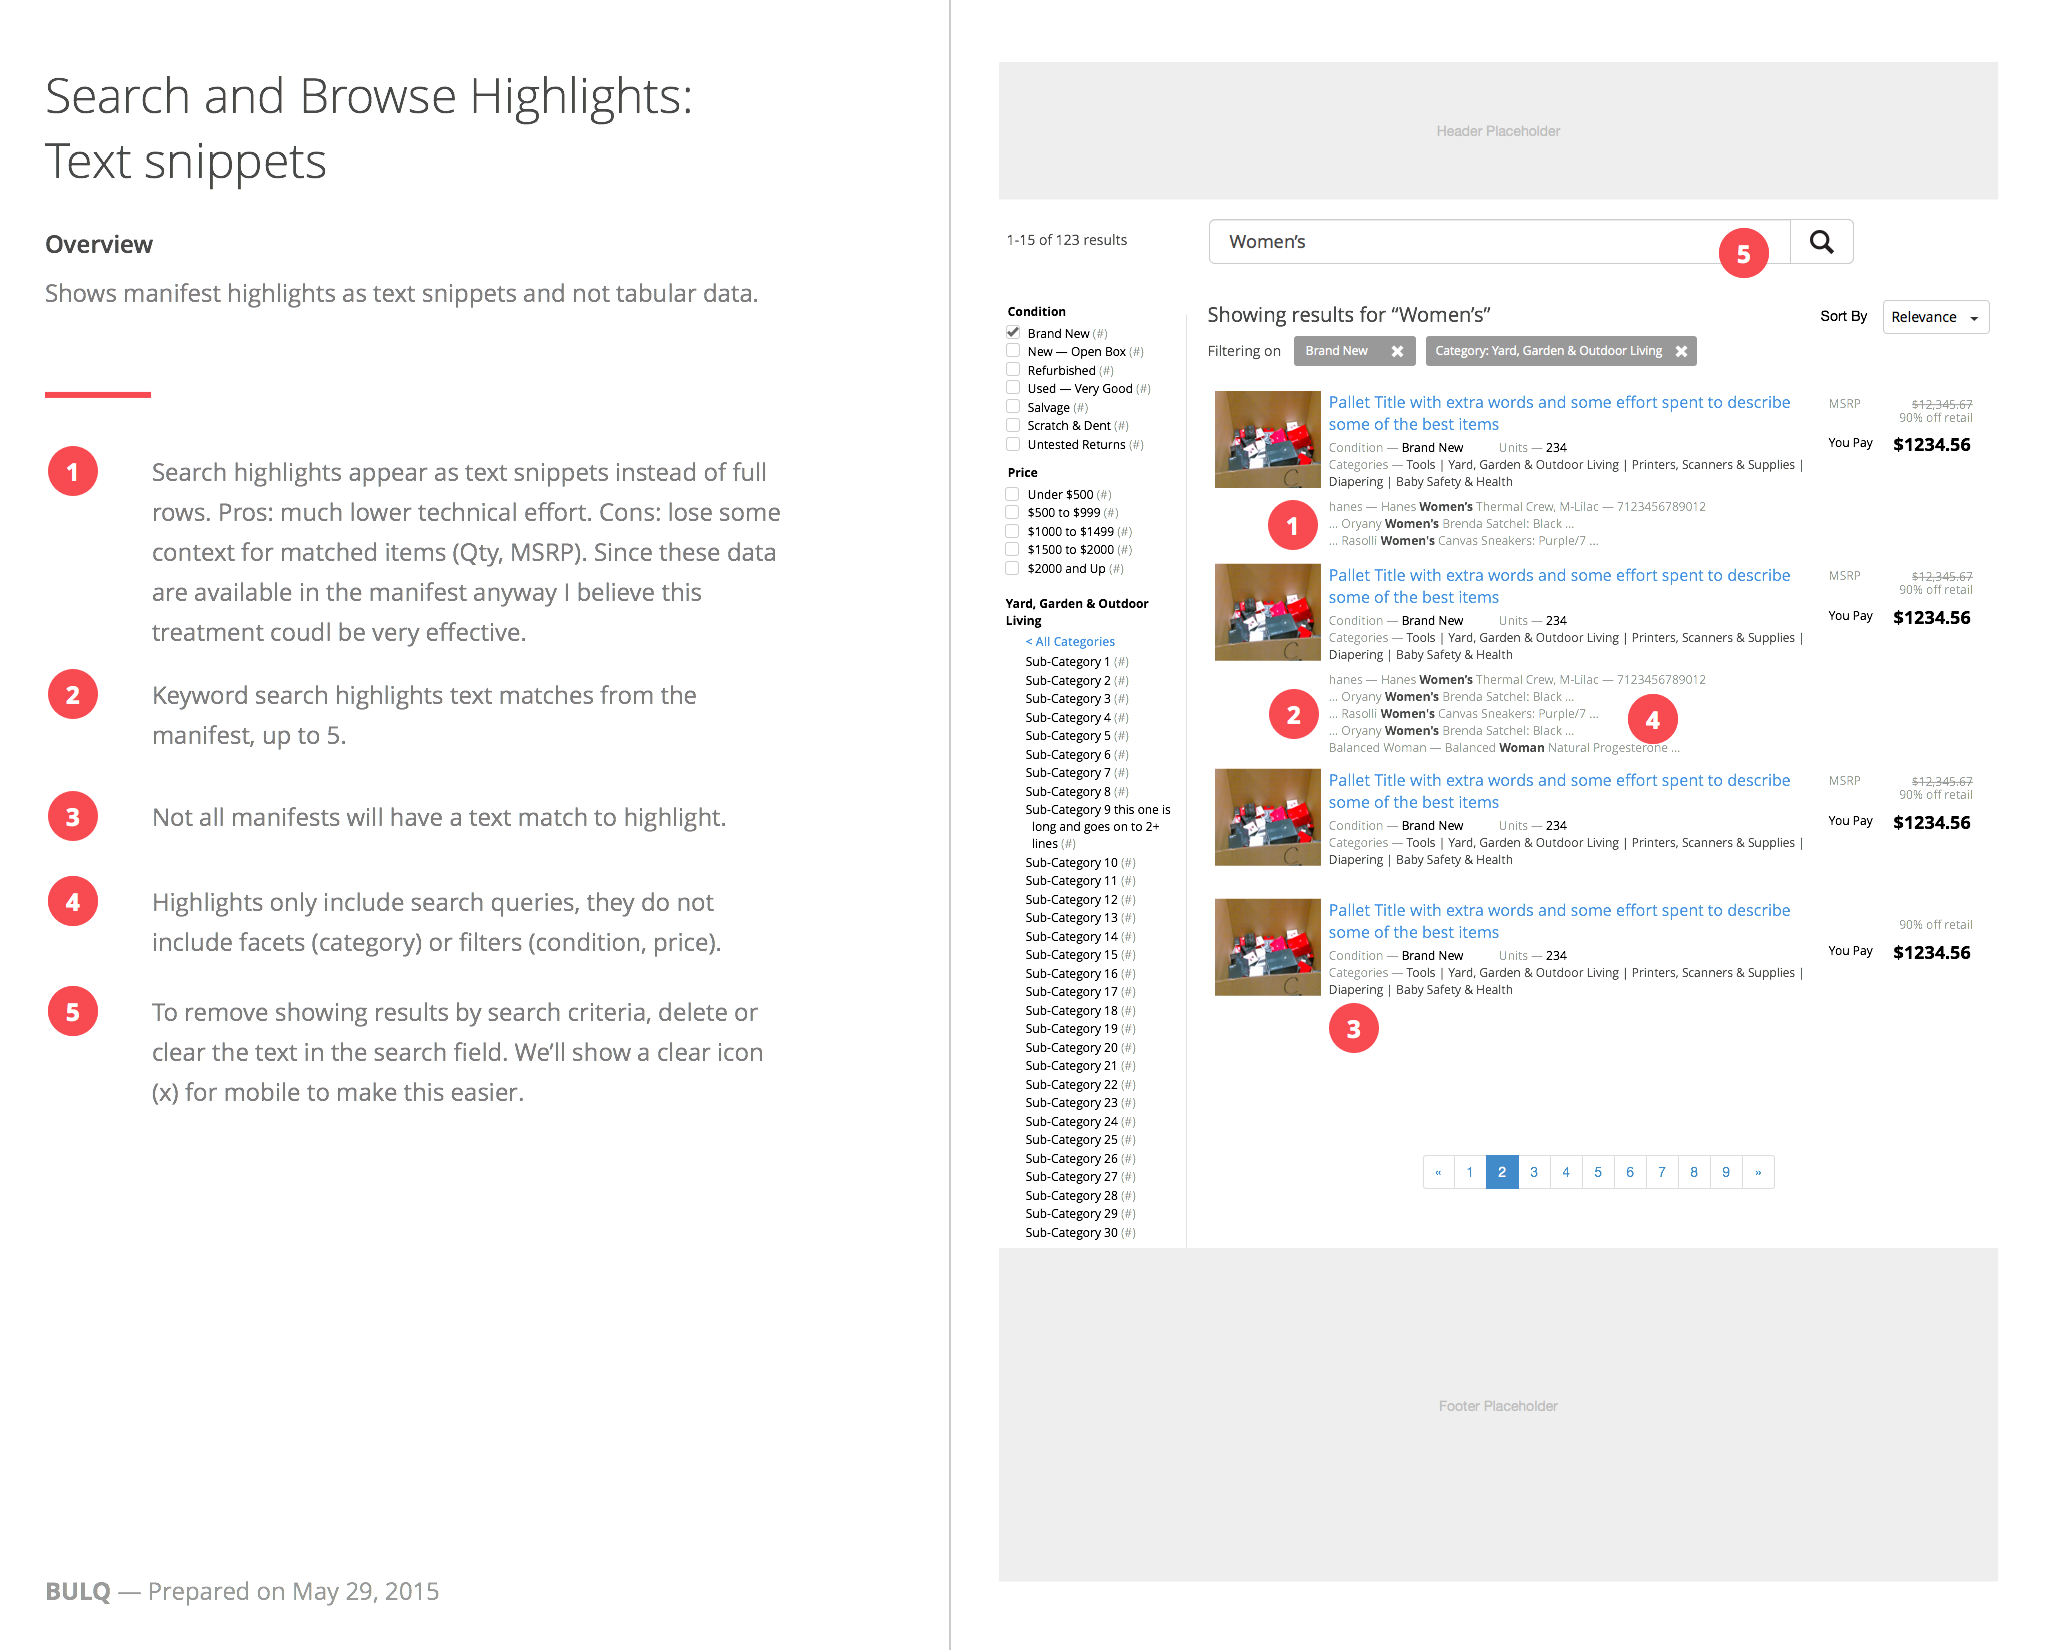 Search and Browse Highlights:
Text snippets
Overview
Shows manifest highlights as text snippets and not tabular data.
1
Search highlights appear as text snippets instead of full
rows. Pros: much lower technical effort. Cons: lose some
context for matched items (Qty, MSRP). Since these data
are available in the manifest anyway I believe this
treatment coudl be very effective.
2
Keyword search highlights text matches from the
manifest, up to 5.
3
Not all manifests will have a text match to highlight.
4
Highlights only include search queries, they do not
include facets (category) or filters (condition, price).
5
To remove showing results by search criteria, delete or
clear the text in the search field. We’ll show a clear icon
(x) for mobile to make this easier.
BULQ — Prepared on May 29, 2015
Header Placeholder
1-15 of 123 results
Women’s
5
Condition
Brand New (#)
New — Open Box (#)
Refurbished (#)
Used — Very Good (#)
Salvage (#)
Scratch & Dent (#)
Untested Returns (#)
Price
Under $500 (#)
$500 to $999 (#)
$1000 to $1499 (#)
$1500 to $2000 (#)
$2000 and Up (#)
Yard, Garden & Outdoor
Living
< All Categories
Sub-Category 1 (#)
Sub-Category 2 (#)
Sub-Category 3 (#)
Sub-Category 4 (#)
Sub-Category 5 (#)
Sub-Category 6 (#)
Sub-Category 7 (#)
Sub-Category 8 (#)
Sub-Category 9 this one is
long and goes on to 2+
lines (#)
Sub-Category 10 (#)
Sub-Category 11 (#)
Sub-Category 12 (#)
Sub-Category 13 (#)
Sub-Category 14 (#)
Sub-Category 15 (#)
Sub-Category 16 (#)
Sub-Category 17 (#)
Sub-Category 18 (#)
Sub-Category 19 (#)
Sub-Category 20 (#)
Sub-Category 21 (#)
Sub-Category 22 (#)
Sub-Category 23 (#)
Sub-Category 24 (#)
Sub-Category 25 (#)
Sub-Category 26 (#)
Sub-Category 27 (#)
Sub-Category 28 (#)
Sub-Category 29 (#)
Sub-Category 30 (#)
Showing results for “Women’s”
Sort By Relevance
Filtering on Brand New Category: Yard, Garden & Outdoor Living
Pallet Title with extra words and some effort spent to describe
some of the best items
Condition — Brand New Units — 234
Categories — Tools | Yard, Garden & Outdoor Living | Printers, Scanners & Supplies |
Diapering | Baby Safety & Health
MSRP $12,345.67
90% off retail
You Pay $1234.56
1
hanes — Hanes Women’s Thermal Crew, M-Lilac — 7123456789012
... Oryany Women’s Brenda Satchel: Black ...
... Rasolli Women’s Canvas Sneakers: Purple/7 ...
Pallet Title with extra words and some effort spent to describe
some of the best items
Condition — Brand New Units — 234
Categories — Tools | Yard, Garden & Outdoor Living | Printers, Scanners & Supplies |
Diapering | Baby Safety & Health
MSRP $12,345.67
90% off retail
You Pay $1234.56
2
hanes — Hanes Women’s Thermal Crew, M-Lilac — 7123456789012
... Oryany Women’s Brenda Satchel: Black ...
... Rasolli Women’s Canvas Sneakers: Purple/7 ...
... Oryany Women’s Brenda Satchel: Black ...
Balanced Woman — Balanced Woman Natural Progesterone ...
4
Pallet Title with extra words and some effort spent to describe
some of the best items
Condition — Brand New Units — 234
Categories — Tools | Yard, Garden & Outdoor Living | Printers, Scanners & Supplies |
Diapering | Baby Safety & Health
MSRP $12,345.67
90% off retail
You Pay $1234.56
Pallet Title with extra words and some effort spent to describe
some of the best items
Condition — Brand New Units — 234
Categories — Tools | Yard, Garden & Outdoor Living | Printers, Scanners & Supplies |
Diapering | Baby Safety & Health
90% off retail
You Pay $1234.56
3
« 1 2 3 4 5 6 7 8 9 »
Footer Placeholder